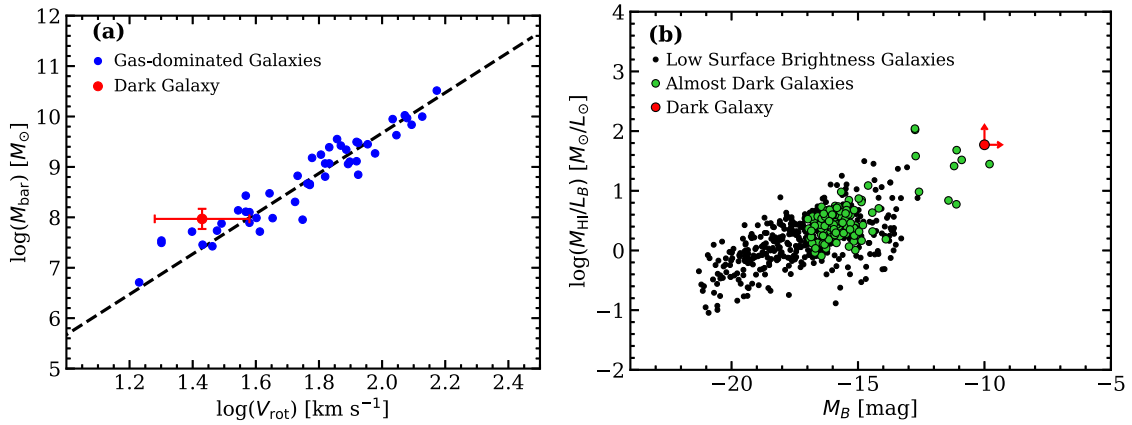 (a)
Gas-dominated Galaxies
Dark Galaxy
log(M_bar) [M_⊙]
12
11
10
9
8
7
6
5
1.2 1.4 1.6 1.8 2.0 2.2 2.4
log(V_rot) [km s⁻¹]
(b)
Low Surface Brightness Galaxies
Almost Dark Galaxies
Dark Galaxy
log(M_HI/L_B) [M_⊙/L_⊙]
4
3
2
1
0
−1
−2
−20 −15 −10 −5
M_B [mag]